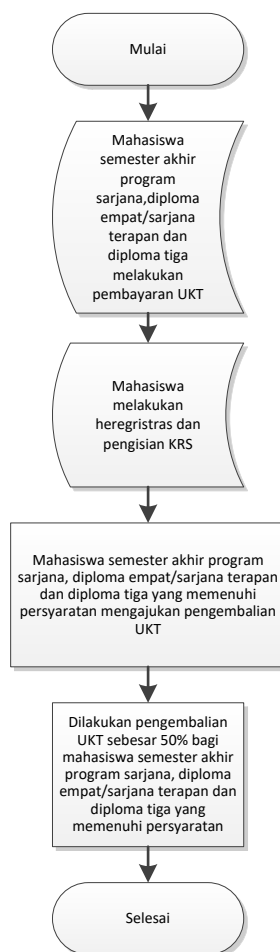 Mulai
Mahasiswa
semester akhir
program
sarjana,diploma
empat/sarjana
terapan dan
diploma tiga
melakukan
pembayaran UKT
Mahasiswa
melakukan
heregristras dan
pengisian KRS
Mahasiswa semester akhir program
sarjana, diploma empat/sarjana terapan
dan diploma tiga yang memenuhi
persyaratan mengajukan pengembalian
UKT
Dilakukan pengembalian
UKT sebesar 50% bagi
mahasiswa semester akhir
program sarjana, diploma
empat/sarjana terapan dan
diploma tiga yang
memenuhi persyaratan
Selesai